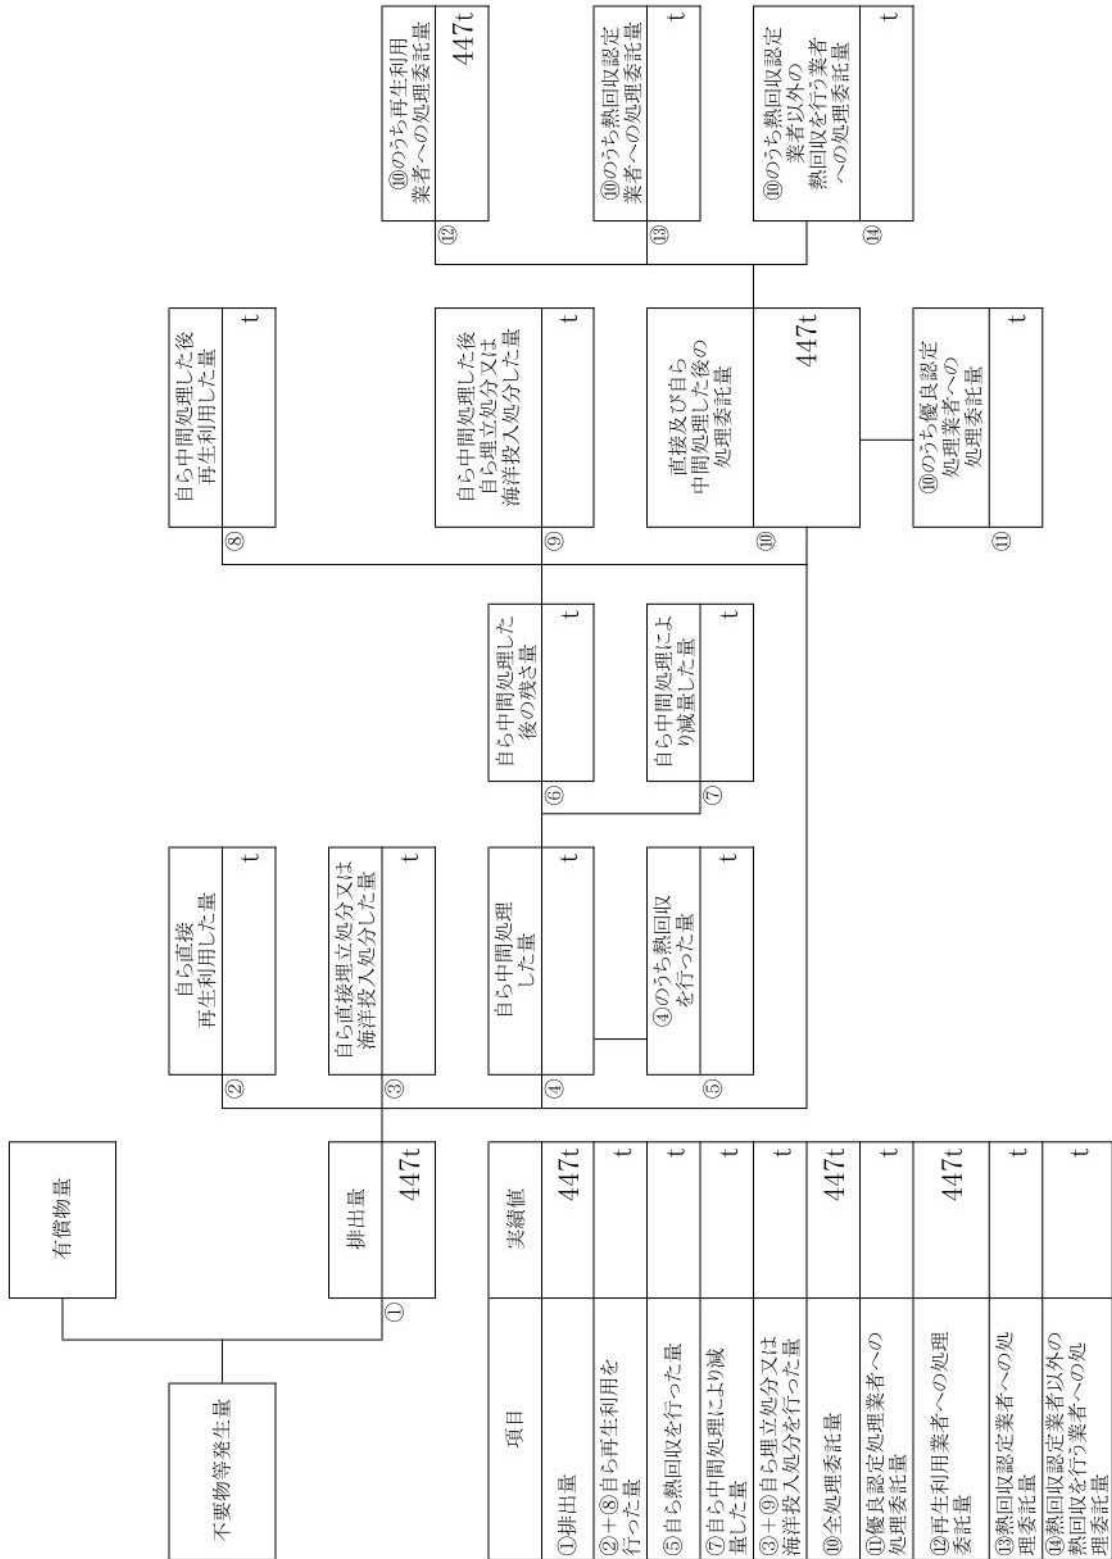 不要物等発生量
有償物量
排出量
①
447t
自ら直接
再生利用した量
②
t
自ら直接埋立処分又は
海洋投入処分した量
③
t
自ら中間処理
した量
④
t
④のうち熱回収
を行った量
⑤
t
自ら中間処理した
後の残さ量
⑥
t
自ら中間処理によ
り減量した量
⑦
t
自ら中間処理した後
再生利用した量
⑧
t
自ら中間処理した後
自ら埋立処分又は
海洋投入処分した量
⑨
t
直接及び自ら
中間処理した後の
処理委託量
⑩
447t
⑩のうち優良認定
処理業者への
処理委託量
⑪
t
⑩のうち再生利用
業者への処理委託量
⑫
447t
⑩のうち熱回収認定
業者への処理委託量
⑬
t
⑩のうち熱回収認定
業者以外の
熱回収を行う業者
への処理委託量
⑭
t
項目
実績値
①排出量
447t
②+⑧自ら再生利用を
行った量
t
⑤自ら熱回収を行った量
t
⑦自ら中間処理により減
量した量
t
③+⑨自ら埋立処分又は
海洋投入処分を行った量
t
⑩全処理委託量
447t
⑪優良認定処理業者への
処理委託量
t
⑫再生利用業者への処理
委託量
447t
⑬熱回収認定業者への処
理委託量
t
⑭熱回収認定業者以外の
熱回収を行う業者への処
理委託量
t